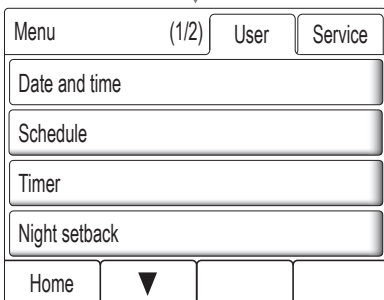 Menu (1/2) User Service
Date and time
Schedule
Timer
Night setback
Home ▼